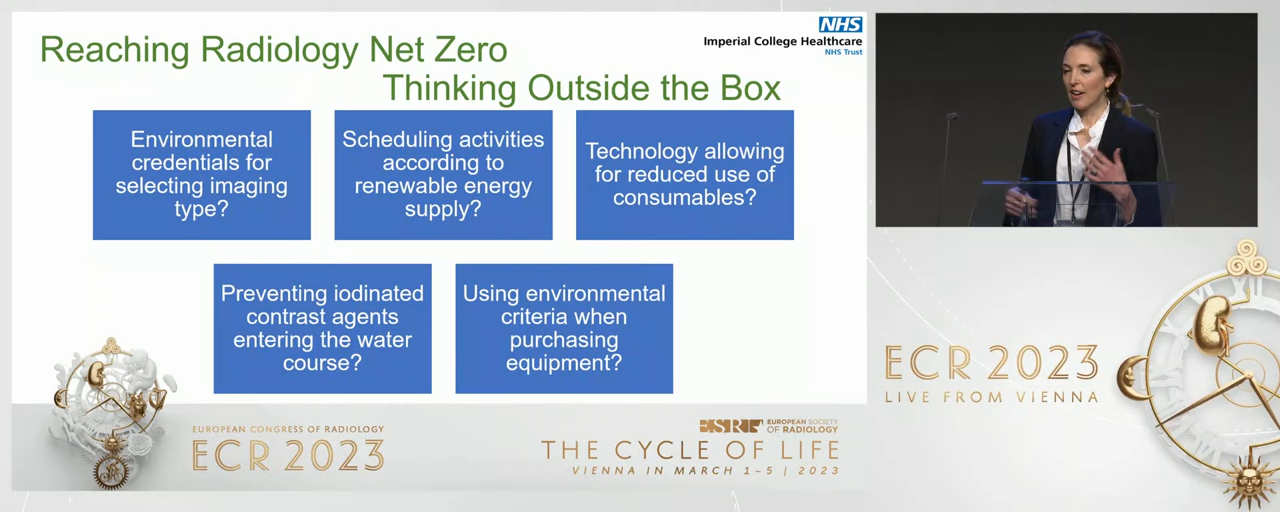 Reaching Radiology Net Zero
Thinking Outside the Box
NHS
Imperial College Healthcare
NHS Trust
Environmental
credentials for
selecting imaging
type?
Scheduling activities
according to
renewable energy
supply?
Technology allowing
for reduced use of
consumables?
Preventing iodinated
contrast agents
entering the water
course?
Using environmental
criteria when
purchasing
equipment?
EUROPEAN CONGRESS OF RADIOLOGY
ECR 2023
EUROPEAN SOCIETY
OF RADIOLOGY
THE CYCLE OF LIFE
VIENNA IN MARCH 1–5 | 2023
ECR 2023
LIVE FROM VIENNA